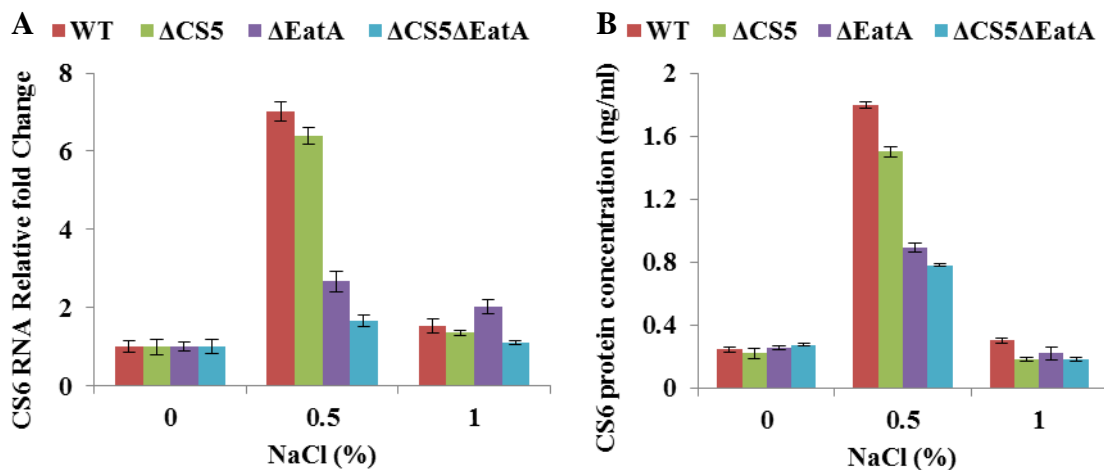 A
WT ΔCS5 ΔEatA ΔCS5ΔEatA
CS6 RNA Relative fold Change
8
6
4
2
0
0 0.5 1
NaCl (%)
B
WT ΔCS5 ΔEatA ΔCS5ΔEatA
CS6 protein concentration (ng/ml)
2
1.6
1.2
0.8
0.4
0
0 0.5 1
NaCl (%)